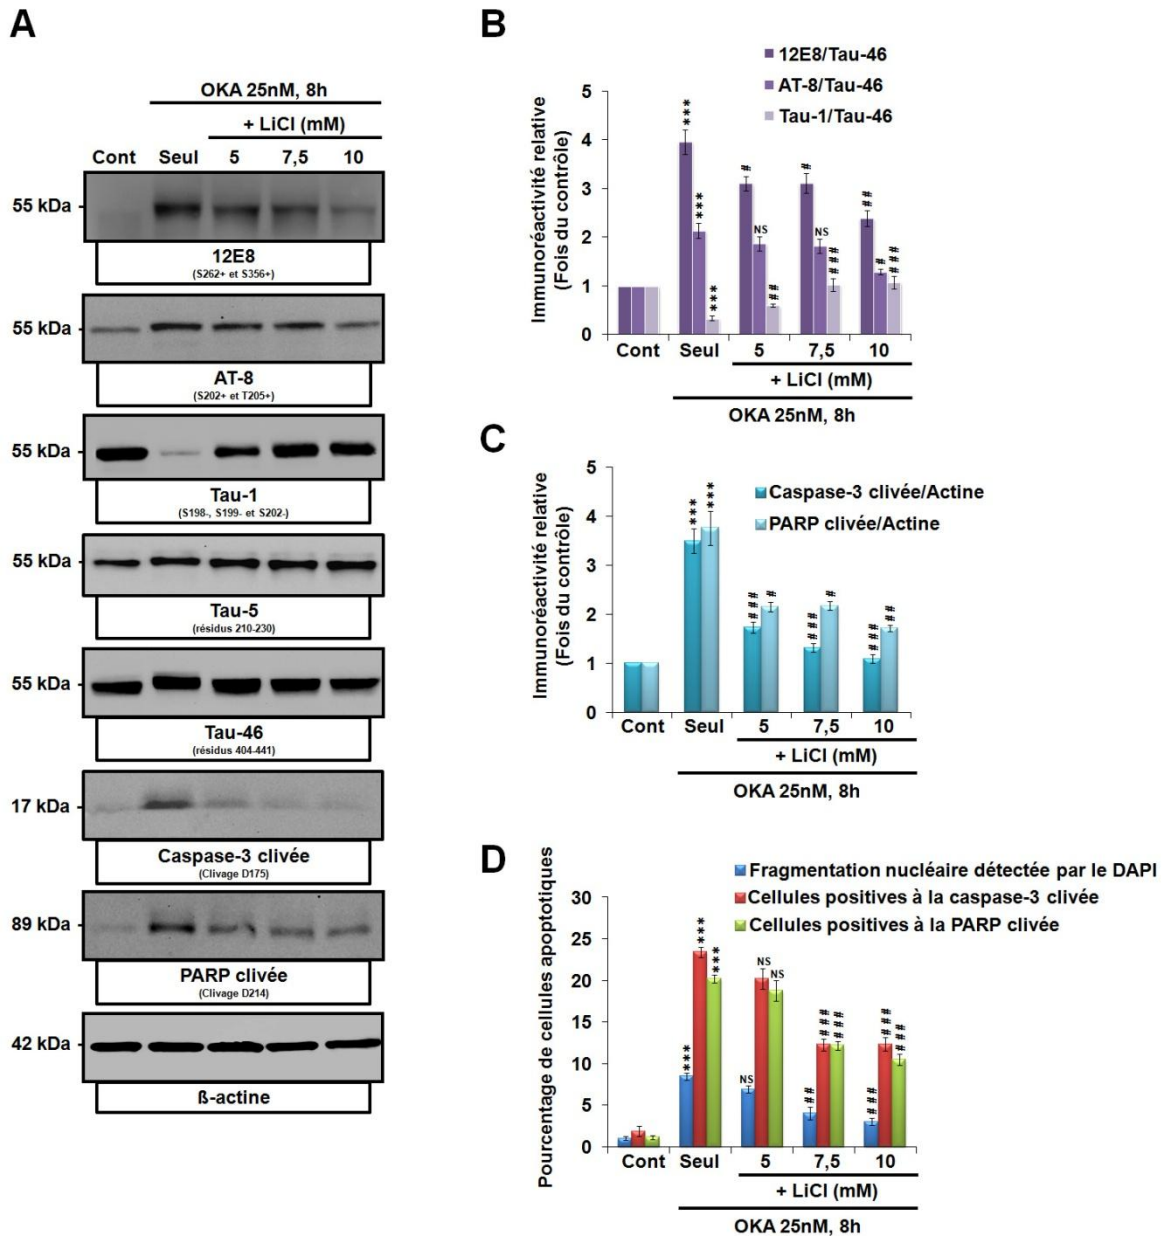 A
OKA 25nM, 8h
+ LiCl (mM)
Cont Seul 5 7,5 10
55 kDa -
12E8
(S262+ et S356+)
55 kDa -
AT-8
(S202+ et T205+)
55 kDa -
Tau-1
(S198-, S199- et S202-)
55 kDa -
Tau-5
(résidus 210-230)
55 kDa -
Tau-46
(résidus 404-441)
17 kDa -
Caspase-3 clivée
(Clivage D175)
89 kDa -
PARP clivée
(Clivage D214)
42 kDa -
ß-actine
B
12E8/Tau-46
AT-8/Tau-46
Tau-1/Tau-46
Immunoréactivité relative
(Fois du contrôle)
5
4
3
2
1
0
***
***
***
#
NS
##
#
NS
###
##
#
###
Cont Seul 5 7,5 10
+ LiCl (mM)
OKA 25nM, 8h
C
Caspase-3 clivée/Actine
PARP clivée/Actine
Immunoréactivité relative
(Fois du contrôle)
5
4
3
2
1
0
***
***
###
#
###
#
###
##
Cont Seul 5 7,5 10
+ LiCl (mM)
OKA 25nM, 8h
D
Fragmentation nucléaire détectée par le DAPI
Cellules positives à la caspase-3 clivée
Cellules positives à la PARP clivée
Pourcentage de cellules apoptotiques
30
25
20
15
10
5
0
***
***
***
NS
NS
NS
##
###
###
###
###
###
Cont Seul 5 7,5 10
+ LiCl (mM)
OKA 25nM, 8h